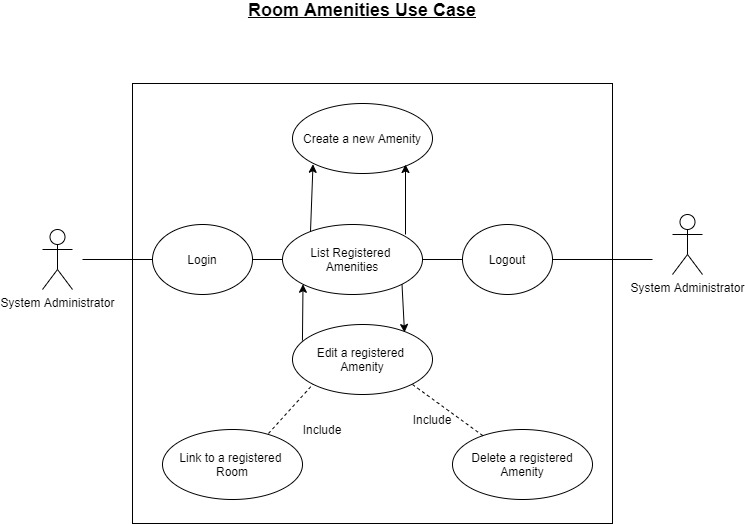 Room Amenities Use Case
Create a new Amenity
System Administrator
Login
List Registered
Amenities
Logout
System Administrator
Edit a registered
Amenity
Include
Include
Link to a registered
Room
Delete a registered
Amenity